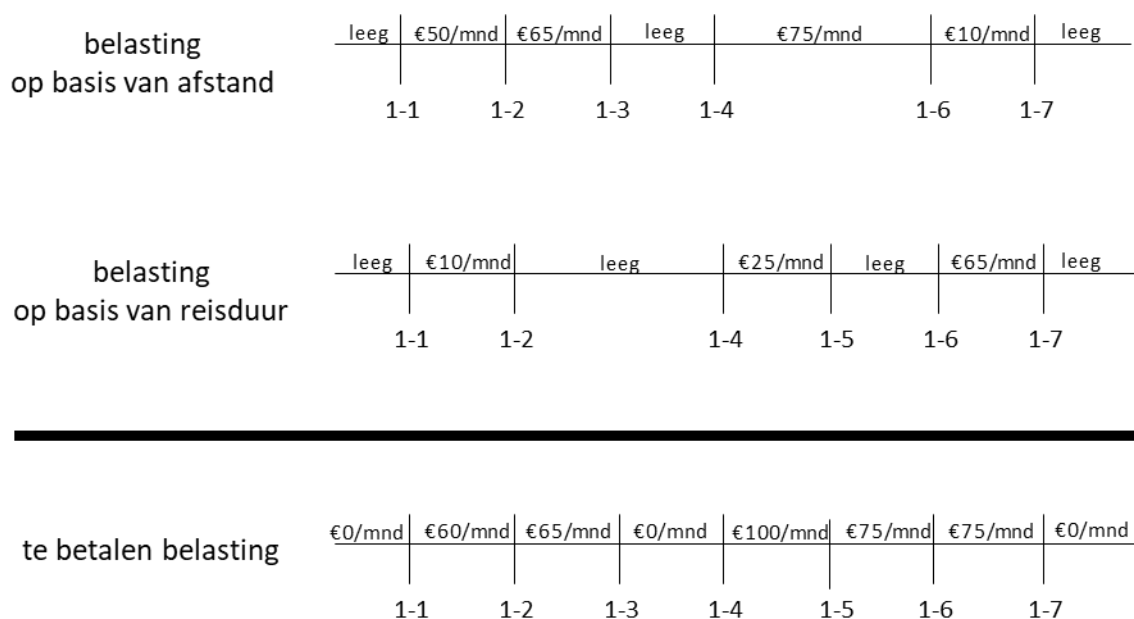 leeg €50/mnd €65/mnd leeg €75/mnd €10/mnd leeg
belasting
op basis van afstand
1-1 1-2 1-3 1-4 1-6 1-7
leeg €10/mnd leeg €25/mnd leeg €65/mnd leeg
belasting
op basis van reisduur
1-1 1-2 1-4 1-5 1-6 1-7
€0/mnd €60/mnd €65/mnd €0/mnd €100/mnd €75/mnd €75/mnd €0/mnd
te betalen belasting
1-1 1-2 1-3 1-4 1-5 1-6 1-7